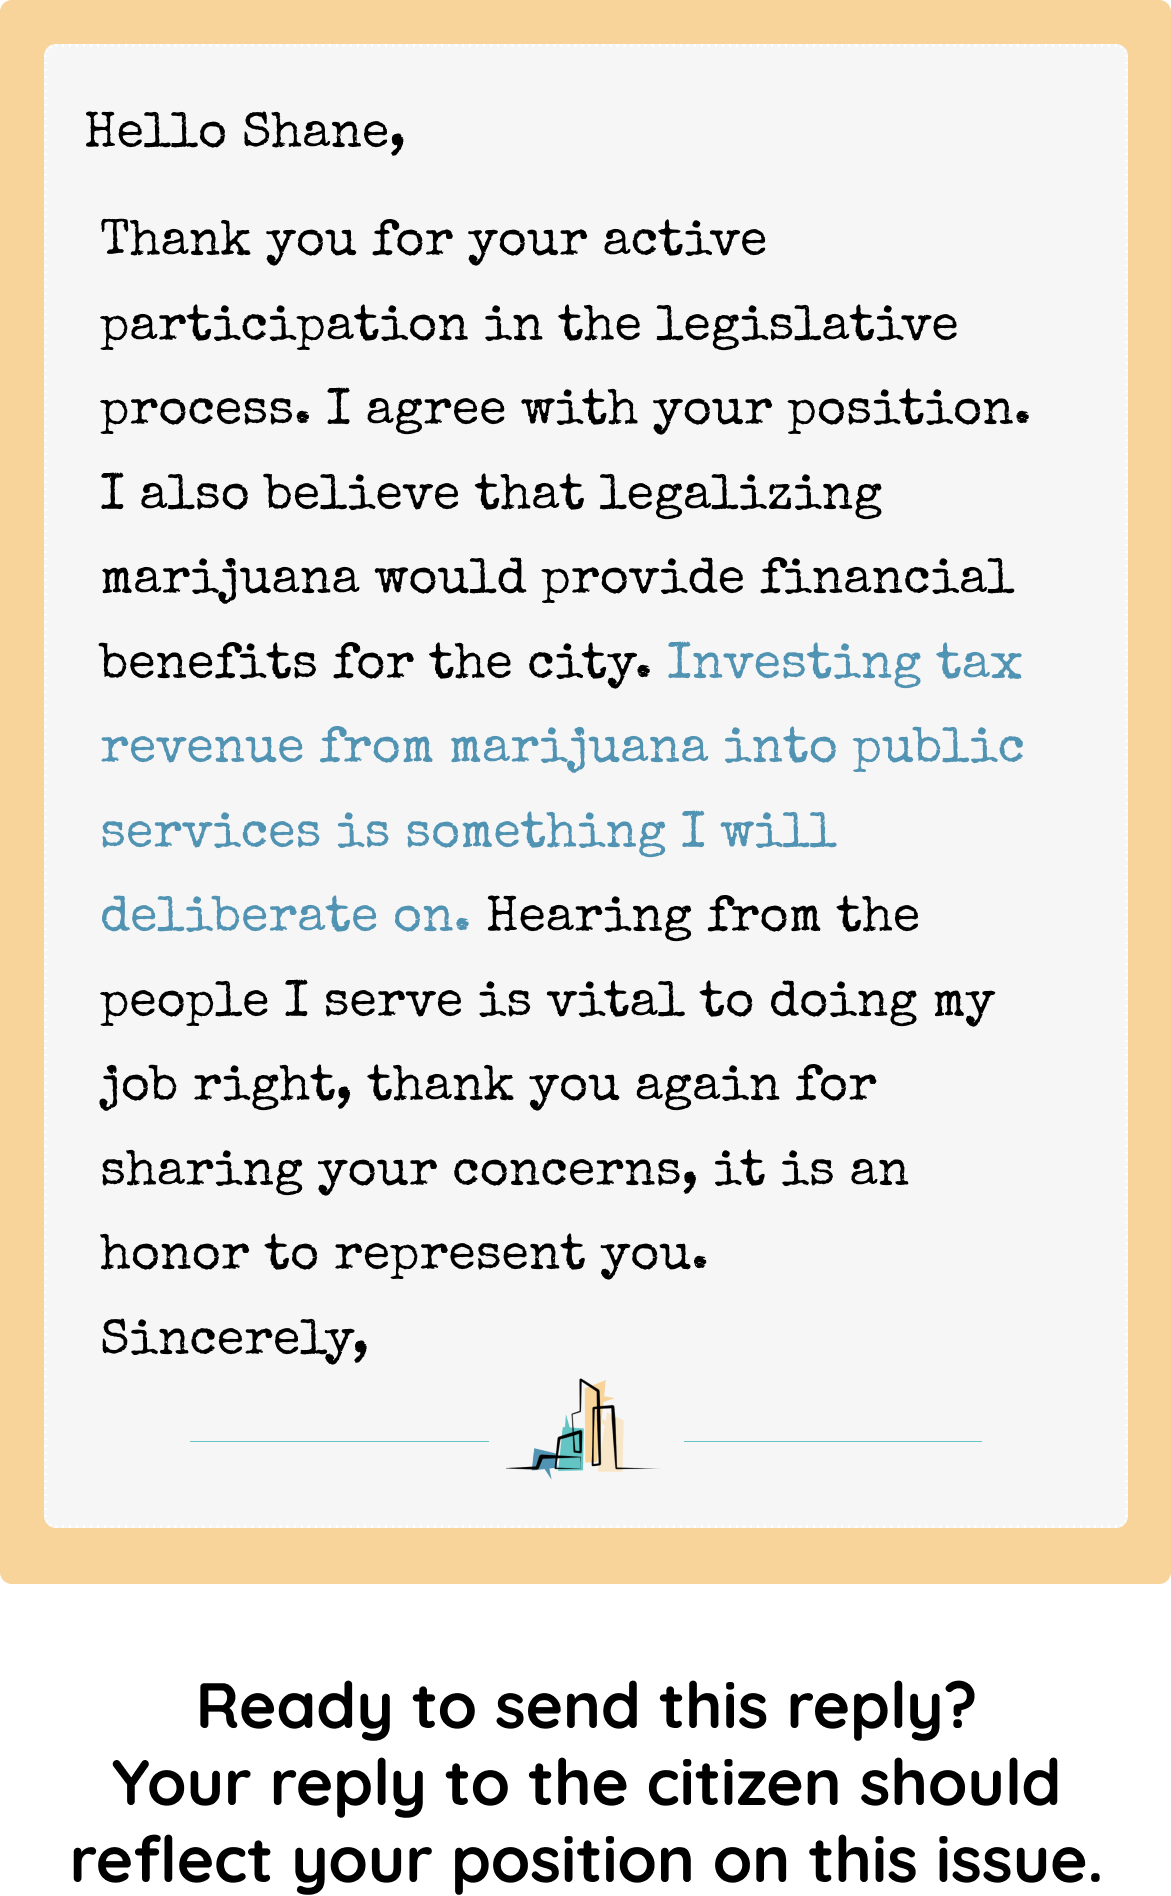 Hello Shane,
Thank you for your active
participation in the legislative
process. I agree with your position.
I also believe that legalizing
marijuana would provide financial
benefits for the city. Investing tax
revenue from marijuana into public
services is something I will
deliberate on. Hearing from the
people I serve is vital to doing my
job right, thank you again for
sharing your concerns, it is an
honor to represent you.
Sincerely,
Ready to send this reply?
Your reply to the citizen should
reflect your position on this issue.